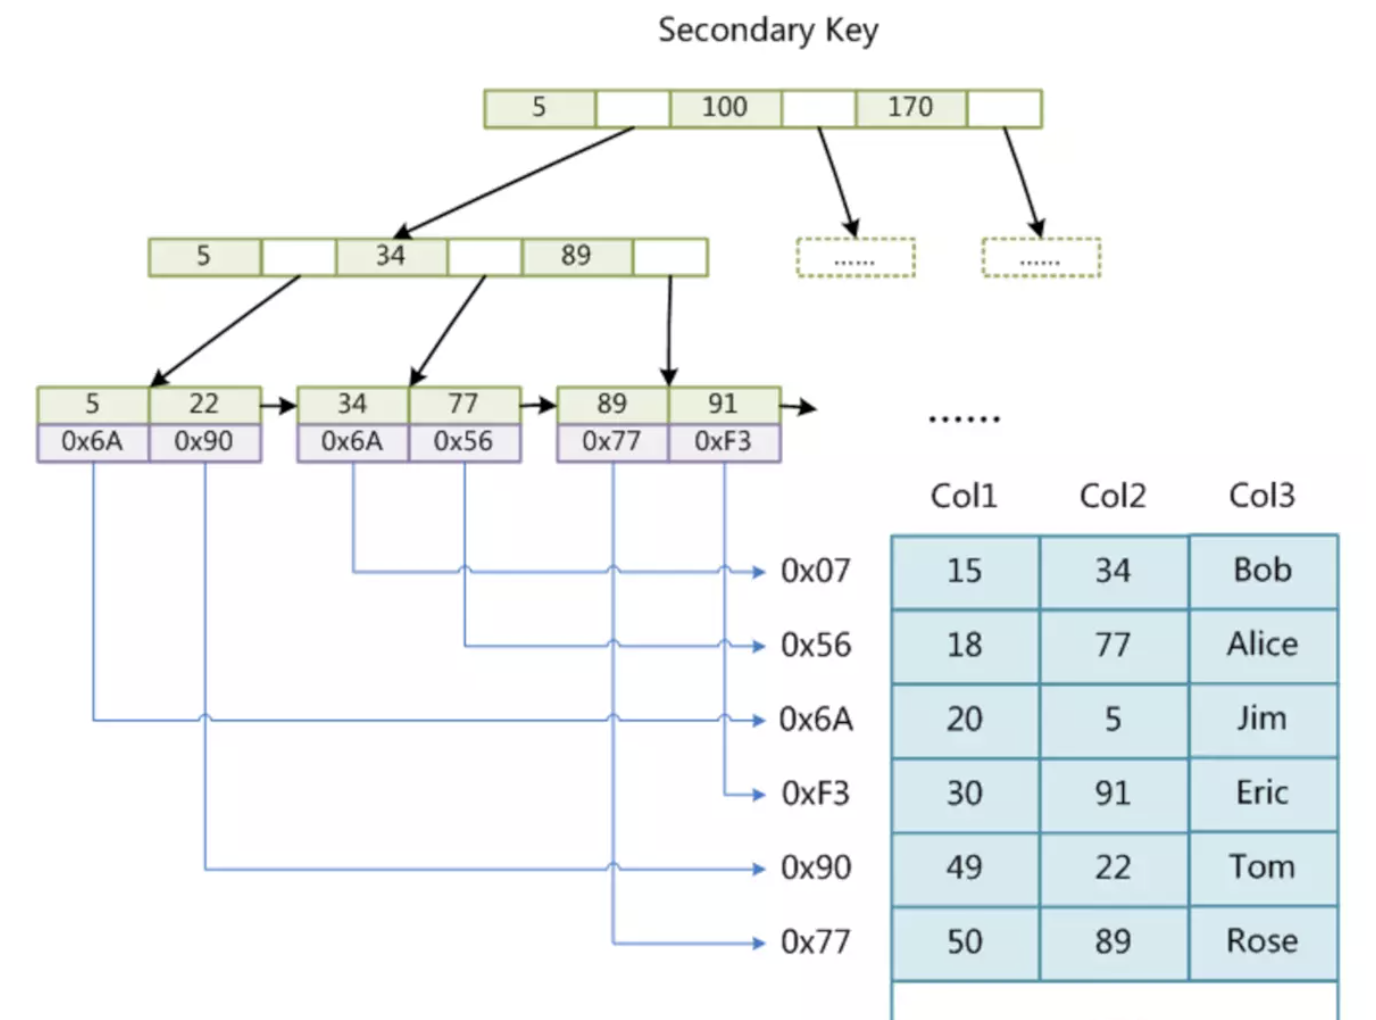 Secondary Key
5 100 170
5 34 89 ...... ......
5 22 34 77 89 91
0x6A 0x90 0x6A 0x56 0x77 0xF3
......
Col1 Col2 Col3
0x07 15 34 Bob
0x56 18 77 Alice
0x6A 20 5 Jim
0xF3 30 91 Eric
0x90 49 22 Tom
0x77 50 89 Rose